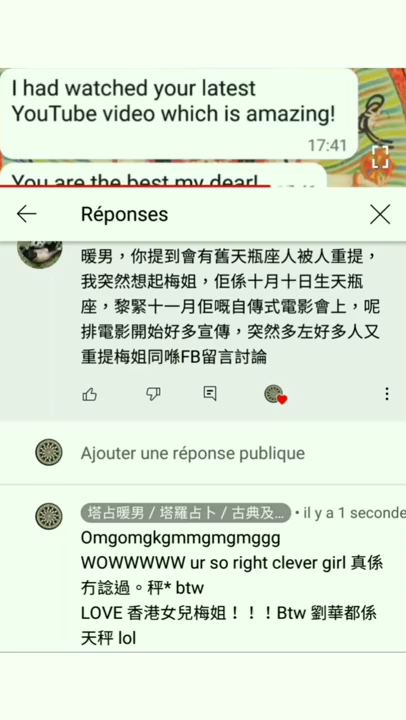 I had watched your latest
YouTube video which is amazing!
17:41
You are the best my dear!
17:41
Réponses
暖男，你提到會有舊天瓶座人被人重提，
我突然想起梅姐，佢係十月十日生天瓶
座，黎緊十一月佢嘅自傳式電影會上，呢
排電影開始好多宣傳，突然多左好多人又
重提梅姐同喺FB留言討論
Ajouter une réponse publique
塔占暖男 / 塔羅占卜 / 古典及... • il y a 1 seconde
Omgomgkgmmgmgmggg
WOWWWWW ur so right clever girl 真係
冇諗過。秤* btw
LOVE 香港女兒梅姐！！！Btw 劉華都係
天秤 lol